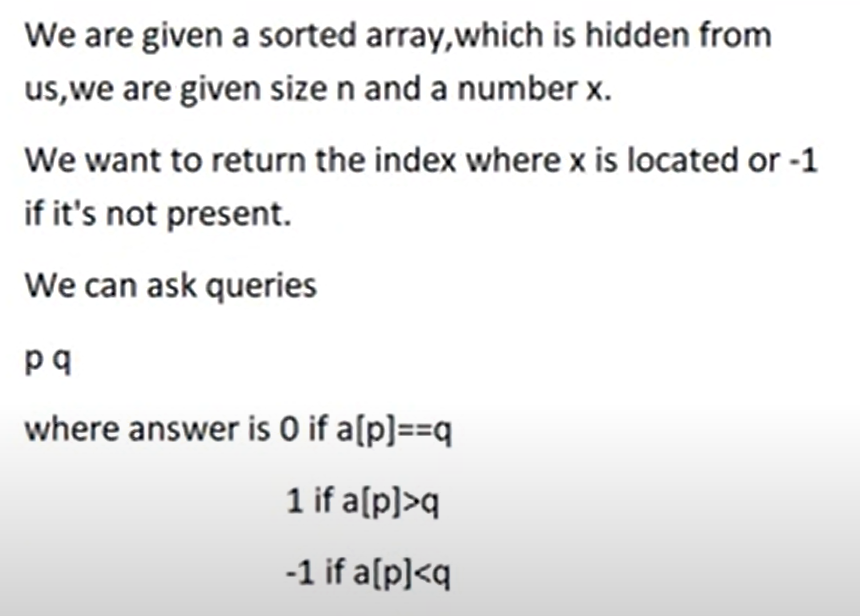 We are given a sorted array,which is hidden from
us,we are given size n and a number x.
We want to return the index where x is located or -1
if it's not present.
We can ask queries
p q
where answer is 0 if a[p]==q
1 if a[p]>q
-1 if a[p]<q